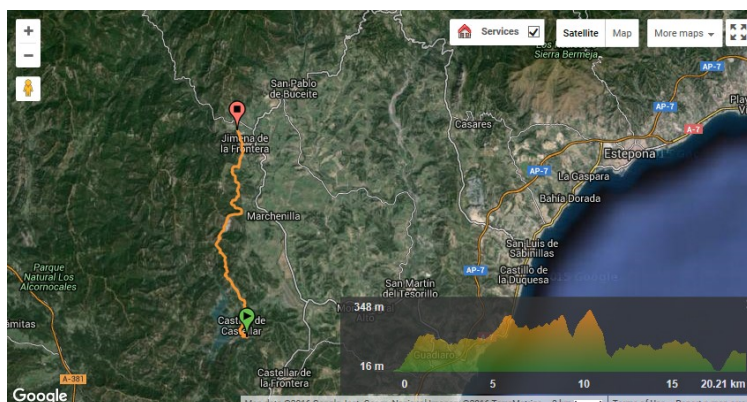 +
−
Services
Satellite
Map
More maps
Sierra Bermeja
AP-7
San Pablo
de Buceite
AP-7
Casares
A-7
Jimena de
la Frontera
Estepona
AP-7
La Gaspara
Marchenilla
Bahía Dorada
San Luis de
Sabinillas
Parque
Natural Los
Alcornocales
AP-7
Castillo de
la Duquesa
San Martin
del Tesorillo
348 m
Castellar
Guadiaro
16 m
Castellar de
la Frontera
0
5
10
15
20.21 km
A-381
Google